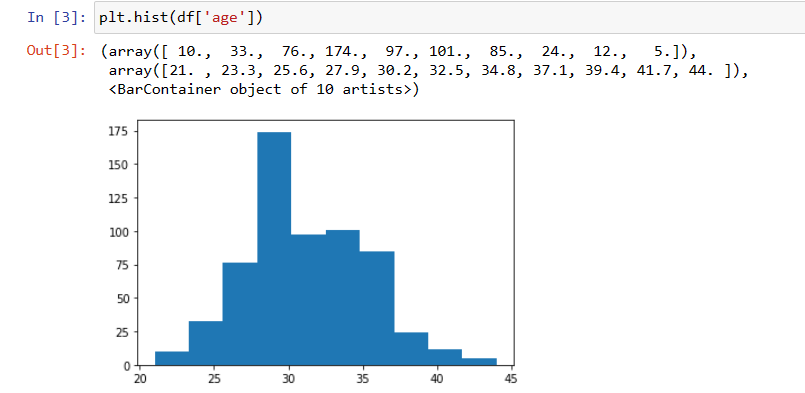 In [3]: plt.hist(df['age'])
Out[3]: (array([ 10.,  33.,  76., 174.,  97., 101.,  85.,  24.,  12.,   5.]),
array([21. , 23.3, 25.6, 27.9, 30.2, 32.5, 34.8, 37.1, 39.4, 41.7, 44. ]),
<BarContainer object of 10 artists>)
175
150
125
100
75
50
25
0
20 25 30 35 40 45